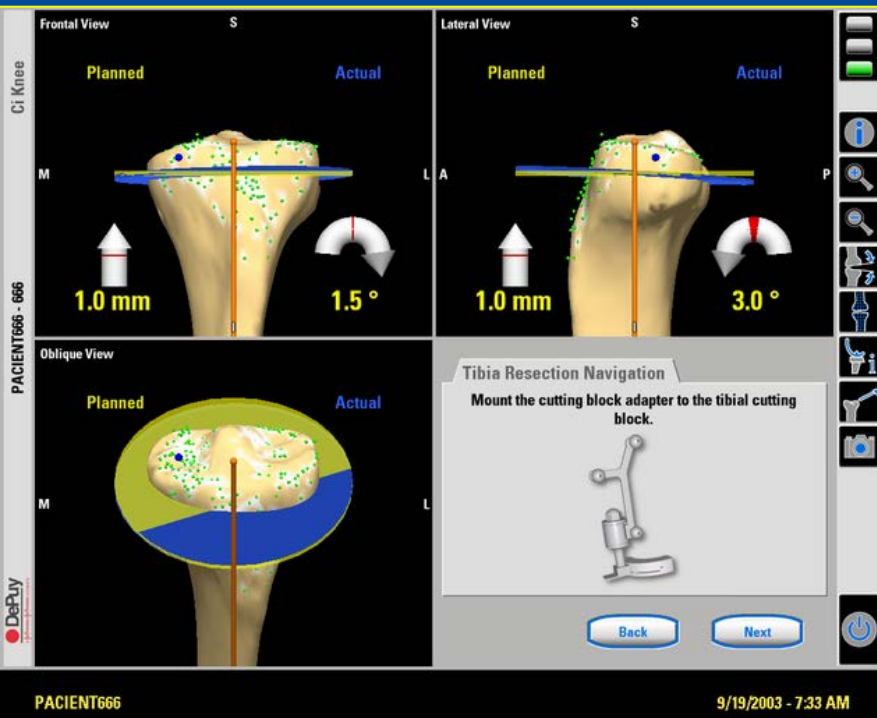 Frontal View
S
Planned
Actual
M
L
1.0 mm
1.5 °
Lateral View
S
Planned
Actual
A
P
1.0 mm
3.0 °
Oblique View
Planned
Actual
M
L
Tibia Resection Navigation
Mount the cutting block adapter to the tibial cutting
block.
Back
Next
Ci Knee
PACIENT666 - 666
DePuy
PACIENT666
9/19/2003 - 7:33 AM